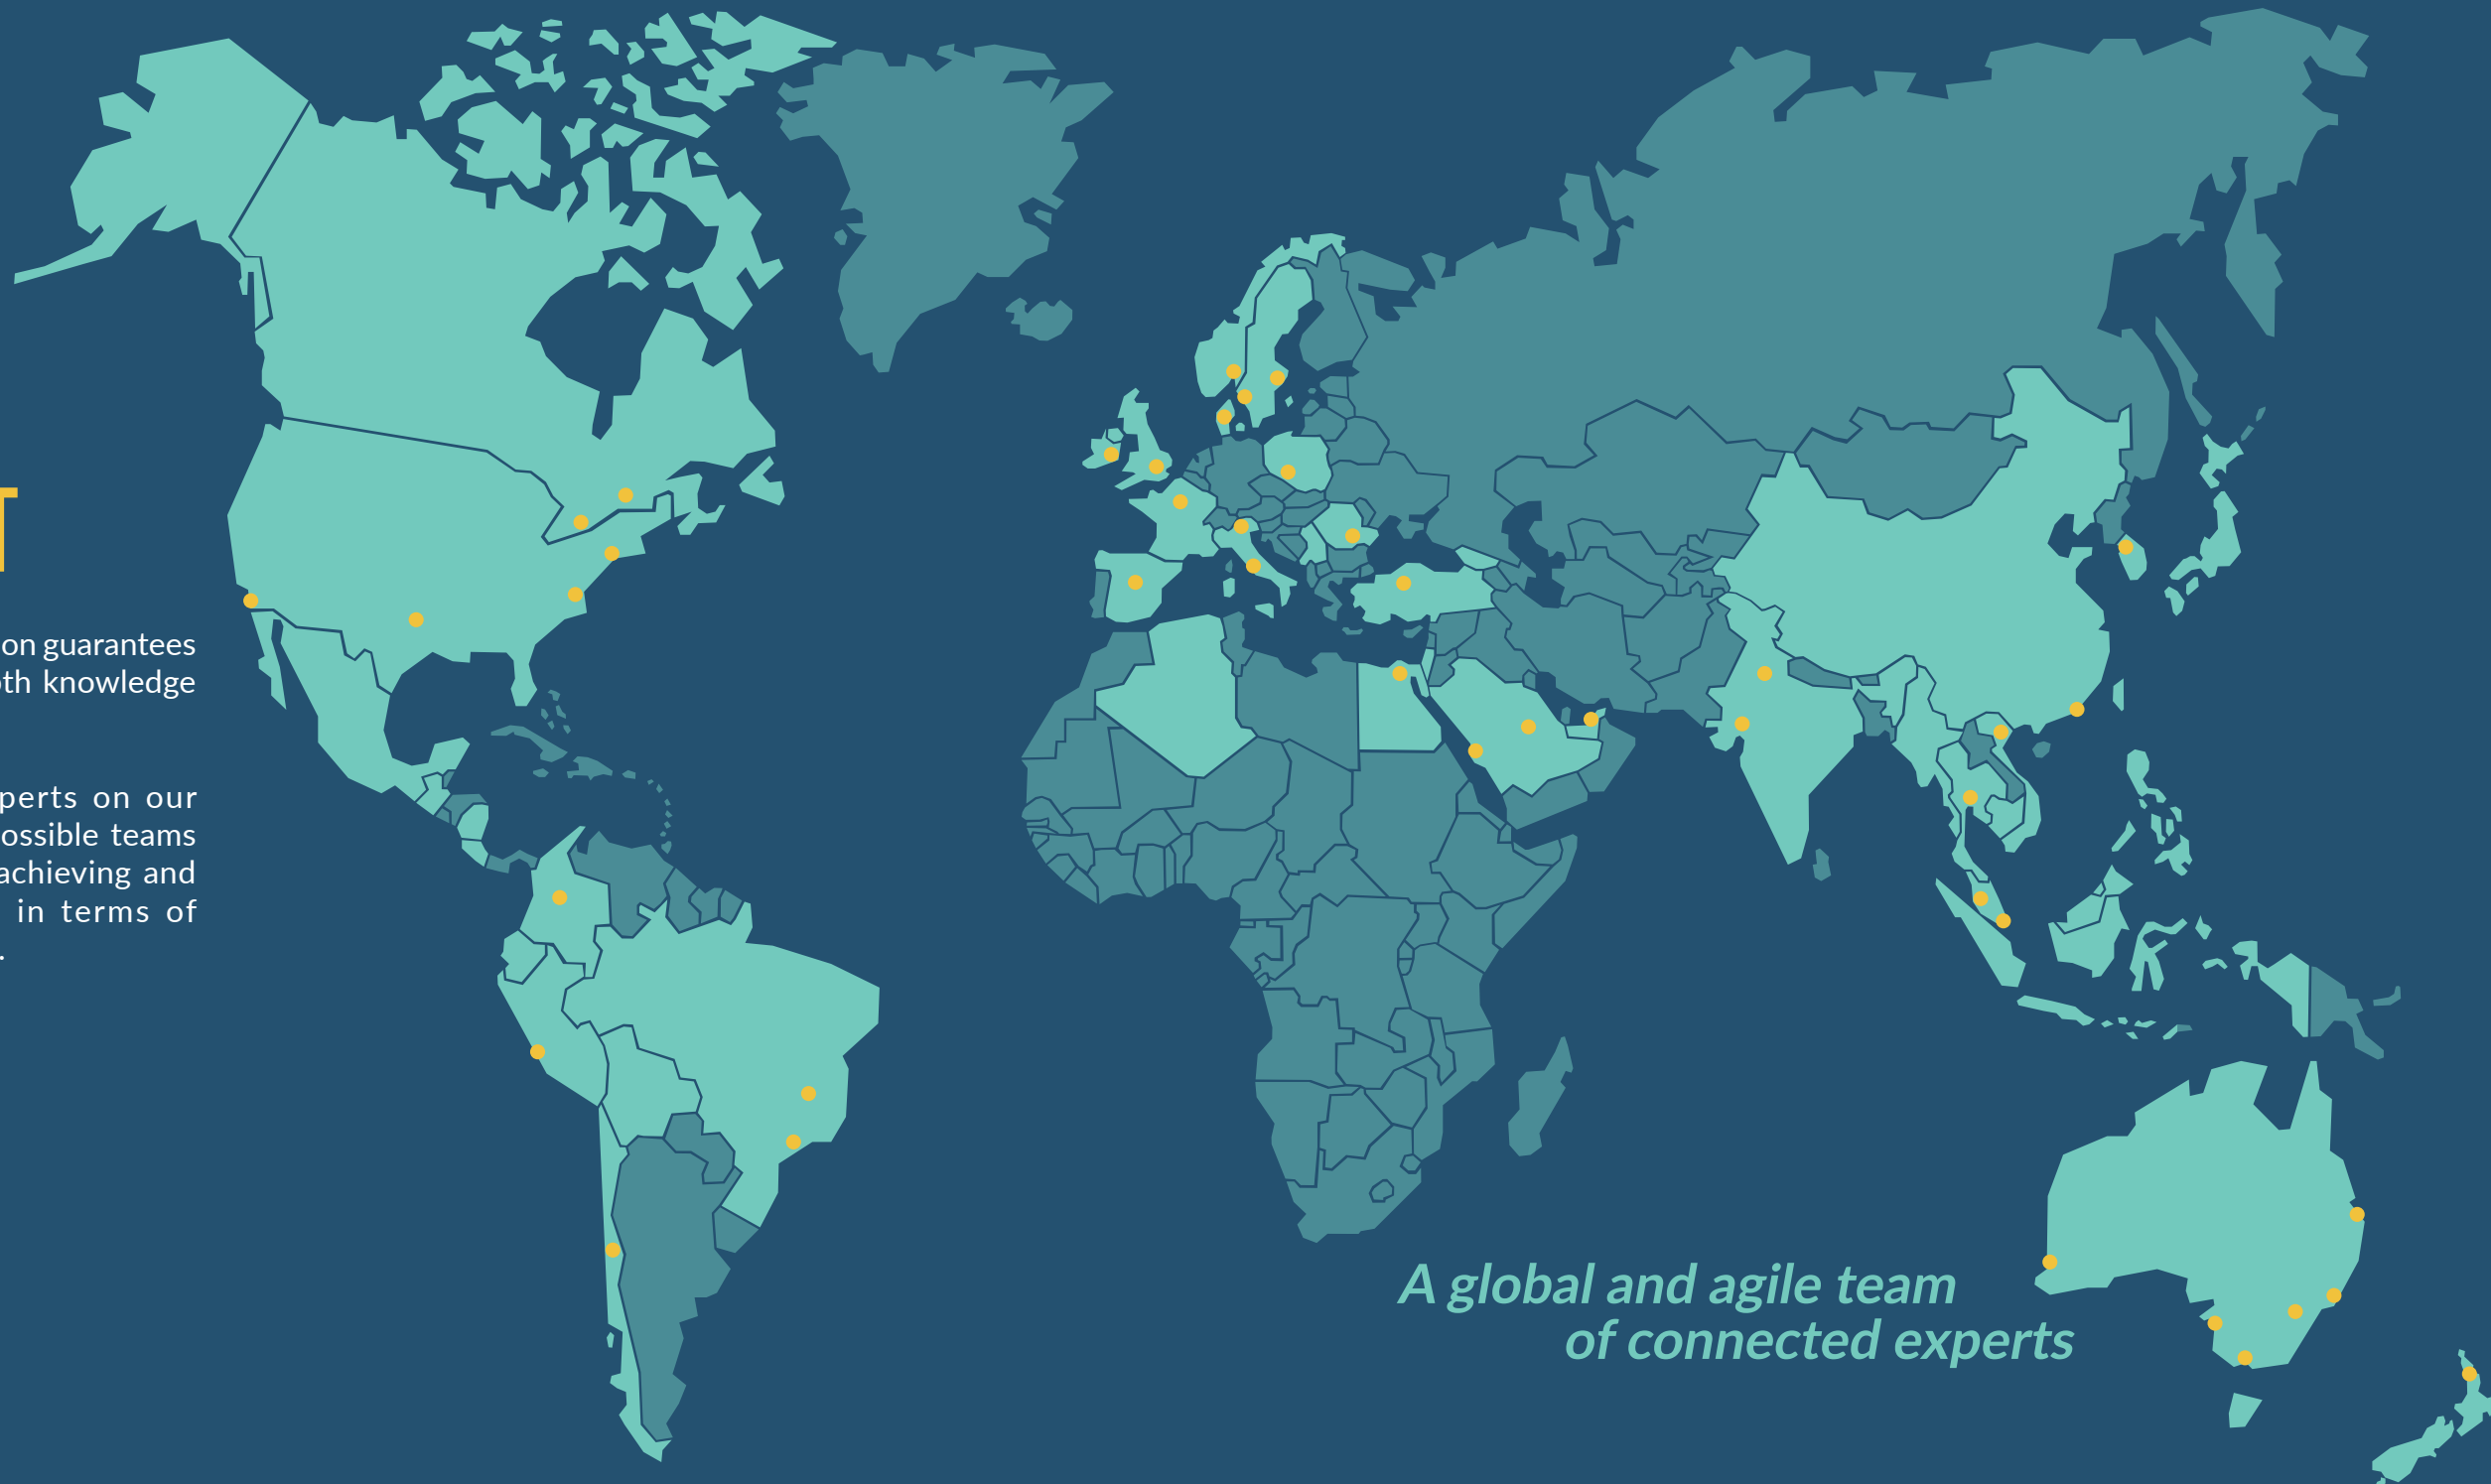 T
on guarantees
oth knowledge
perts on our
ossible teams
achieving and
in terms of
.
A global and agile team
of connected experts